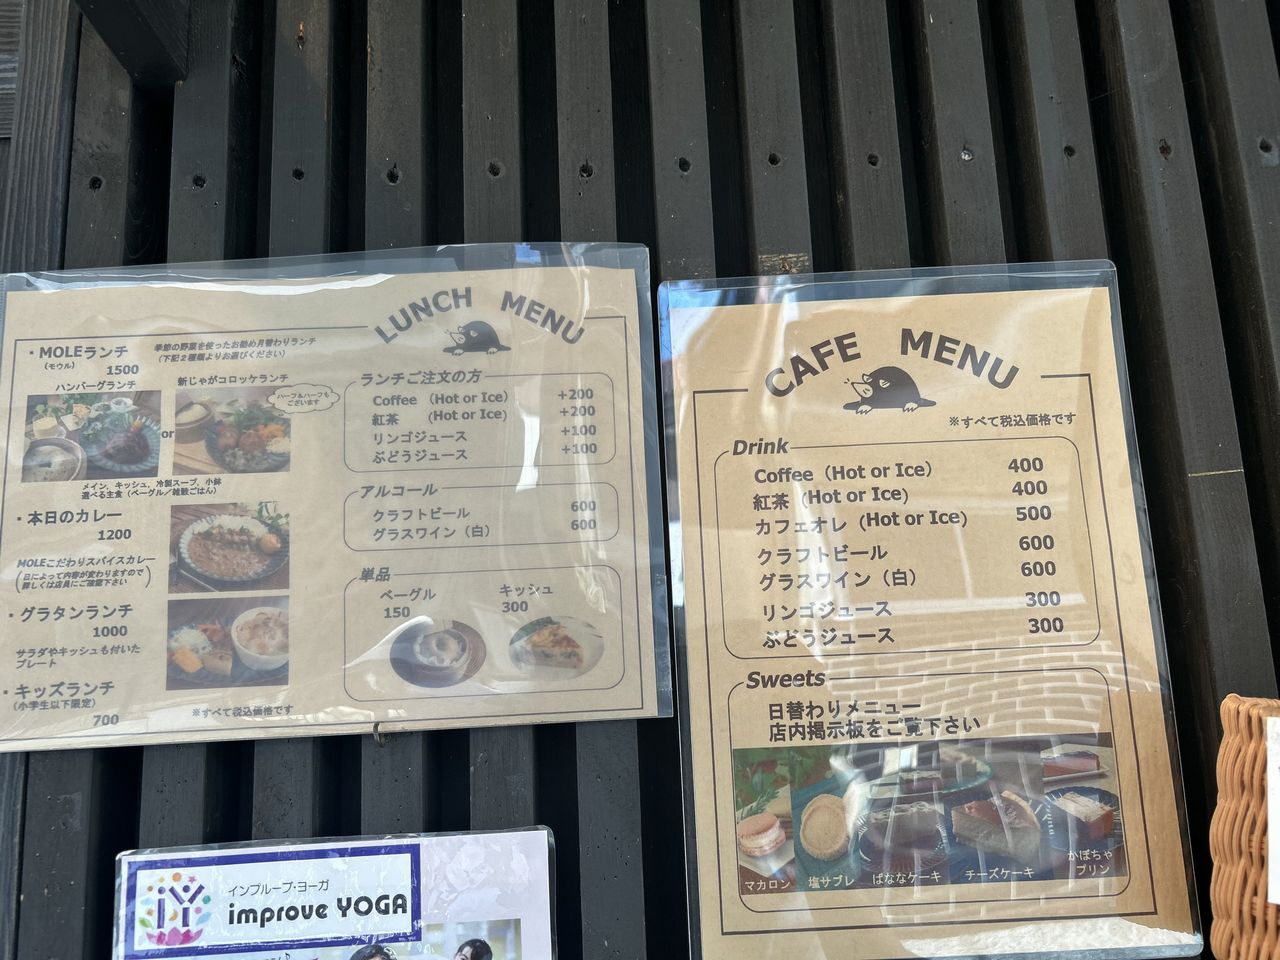 LUNCH MENU
・MOLEランチ
(モウル)
1500
季節の野菜を使ったお勧め月替わりランチ
(下記2種類よりお選びください)
ハンバーグランチ
新じゃがコロッケランチ
ハーフ&ハーフも
ございます
or
メイン、キッシュ、冷製スープ、小鉢
選べる主食(ベーグル/雑穀ごはん)
・本日のカレー
1200
MOLEこだわりスパイスカレー
(日によって内容が変わりますので
詳しくは店員にご確認下さい)
・グラタンランチ
1000
サラダやキッシュも付いた
プレート
・キッズランチ
(小学生以下限定)
700
※すべて税込価格です
ランチご注文の方
Coffee (Hot or Ice) +200
紅茶 (Hot or Ice) +200
リンゴジュース +100
ぶどうジュース +100
アルコール
クラフトビール 600
グラスワイン(白) 600
単品
ベーグル キッシュ
150 300
CAFE MENU
※すべて税込価格です
Drink
Coffee (Hot or Ice) 400
紅茶 (Hot or Ice) 400
カフェオレ (Hot or Ice) 500
クラフトビール 600
グラスワイン(白) 600
リンゴジュース 300
ぶどうジュース 300
Sweets
日替わりメニュー
店内掲示板をご覧下さい
マカロン 塩サブレ ばななケーキ チーズケーキ かぼちゃ
プリン
iY
インプルーブ・ヨーガ
improve YOGA